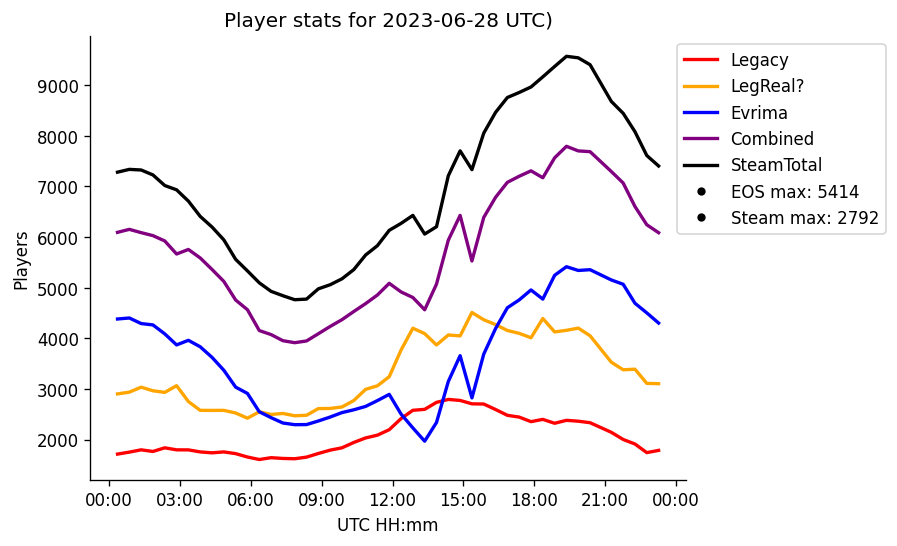 Player stats for 2023-06-28 UTC)
Legacy
LegReal?
Evrima
Combined
SteamTotal
EOS max: 5414
Steam max: 2792
Players
9000
8000
7000
6000
5000
4000
3000
2000
00:00 03:00 06:00 09:00 12:00 15:00 18:00 21:00 00:00
UTC HH:mm